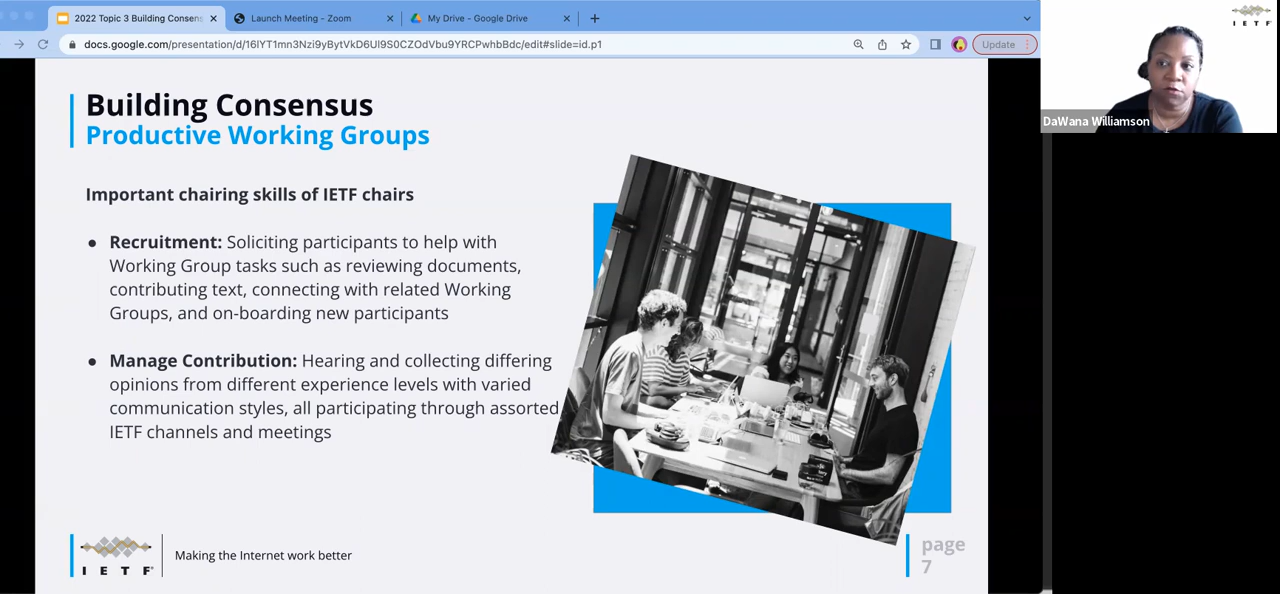 2022 Topic 3 Building Consens
Launch Meeting - Zoom
My Drive - Google Drive
docs.google.com/presentation/d/16lYT1mn3Nzi9yBytVkD6Ul9S0CZOdVbu9YRCPwhbBdc/edit#slide=id.p1
Update
I E T F
DaWana Williamson
Building Consensus
Productive Working Groups
Important chairing skills of IETF chairs
● Recruitment: Soliciting participants to help with
Working Group tasks such as reviewing documents,
contributing text, connecting with related Working
Groups, and on-boarding new participants
● Manage Contribution: Hearing and collecting differing
opinions from different experience levels with varied
communication styles, all participating through assorted
IETF channels and meetings
I E T F®
Making the Internet work better
page
7